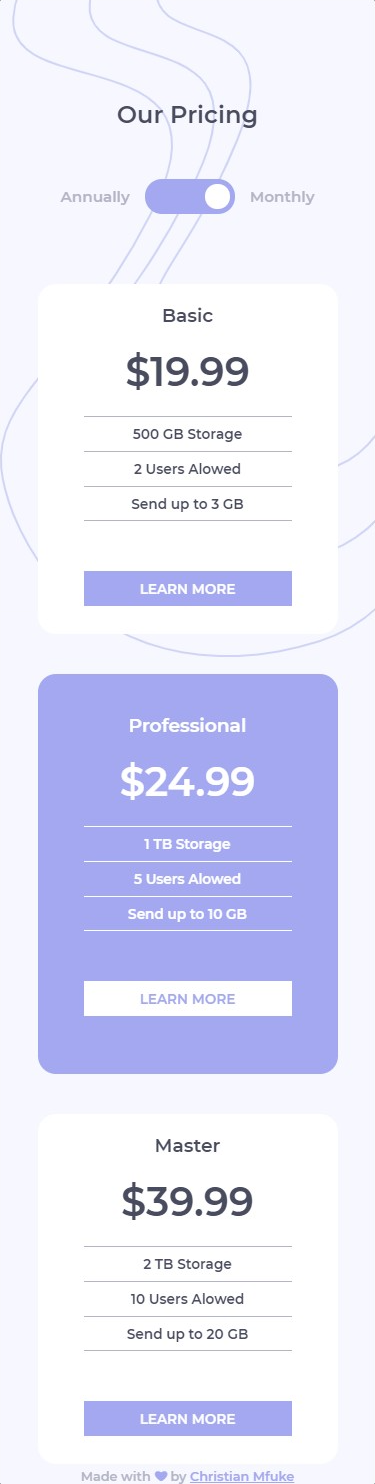 Our Pricing
Annually
Monthly
Basic
$19.99
500 GB Storage
2 Users Alowed
Send up to 3 GB
LEARN MORE
Professional
$24.99
1 TB Storage
5 Users Alowed
Send up to 10 GB
LEARN MORE
Master
$39.99
2 TB Storage
10 Users Alowed
Send up to 20 GB
LEARN MORE
Made with by Christian Mfuke